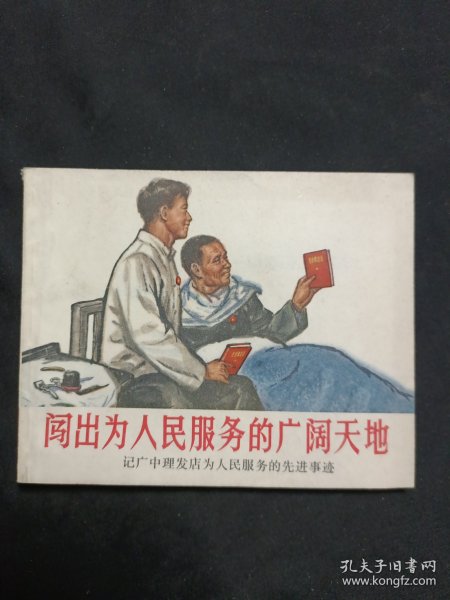 闯出为人民服务的广阔天地
记广中理发店为人民服务的先进事迹
孔夫子旧书网
www.kongfz.com